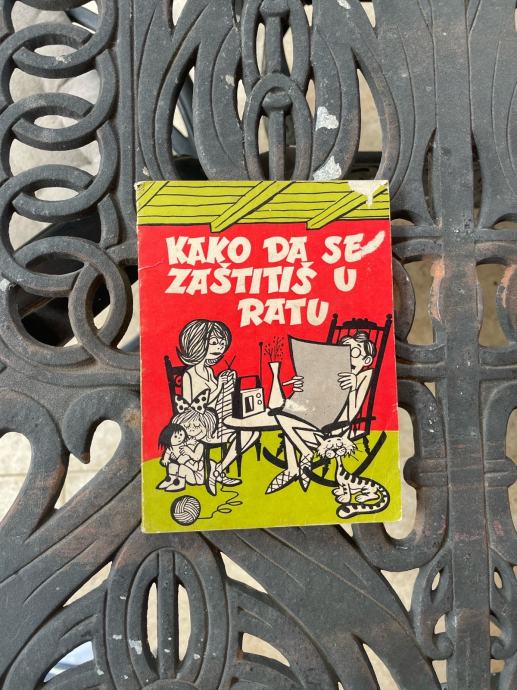 KAKO DA SE
ZAŠTITIŠ U
RATU